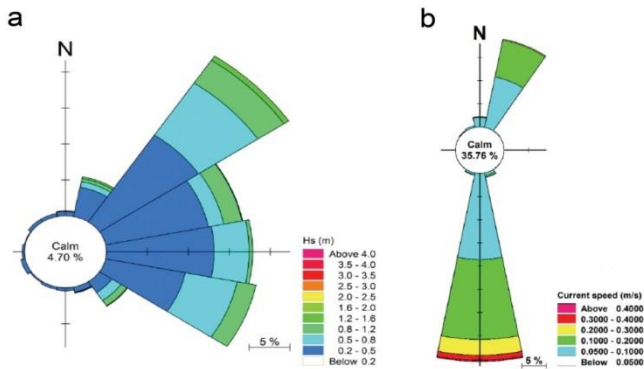 a
N
Calm
4.70 %
Hs (m)
Above 4.0
3.5 - 4.0
3.0 - 3.5
2.5 - 3.0
2.0 - 2.5
1.6 - 2.0
1.2 - 1.6
0.8 - 1.2
0.5 - 0.8
0.2 - 0.5
Below 0.2
5 %
b
N
Calm
35.76 %
Current speed (m/s)
Above 0.4000
0.3000 - 0.4000
0.2000 - 0.3000
0.1000 - 0.2000
0.0500 - 0.1000
Below 0.0500
5 %